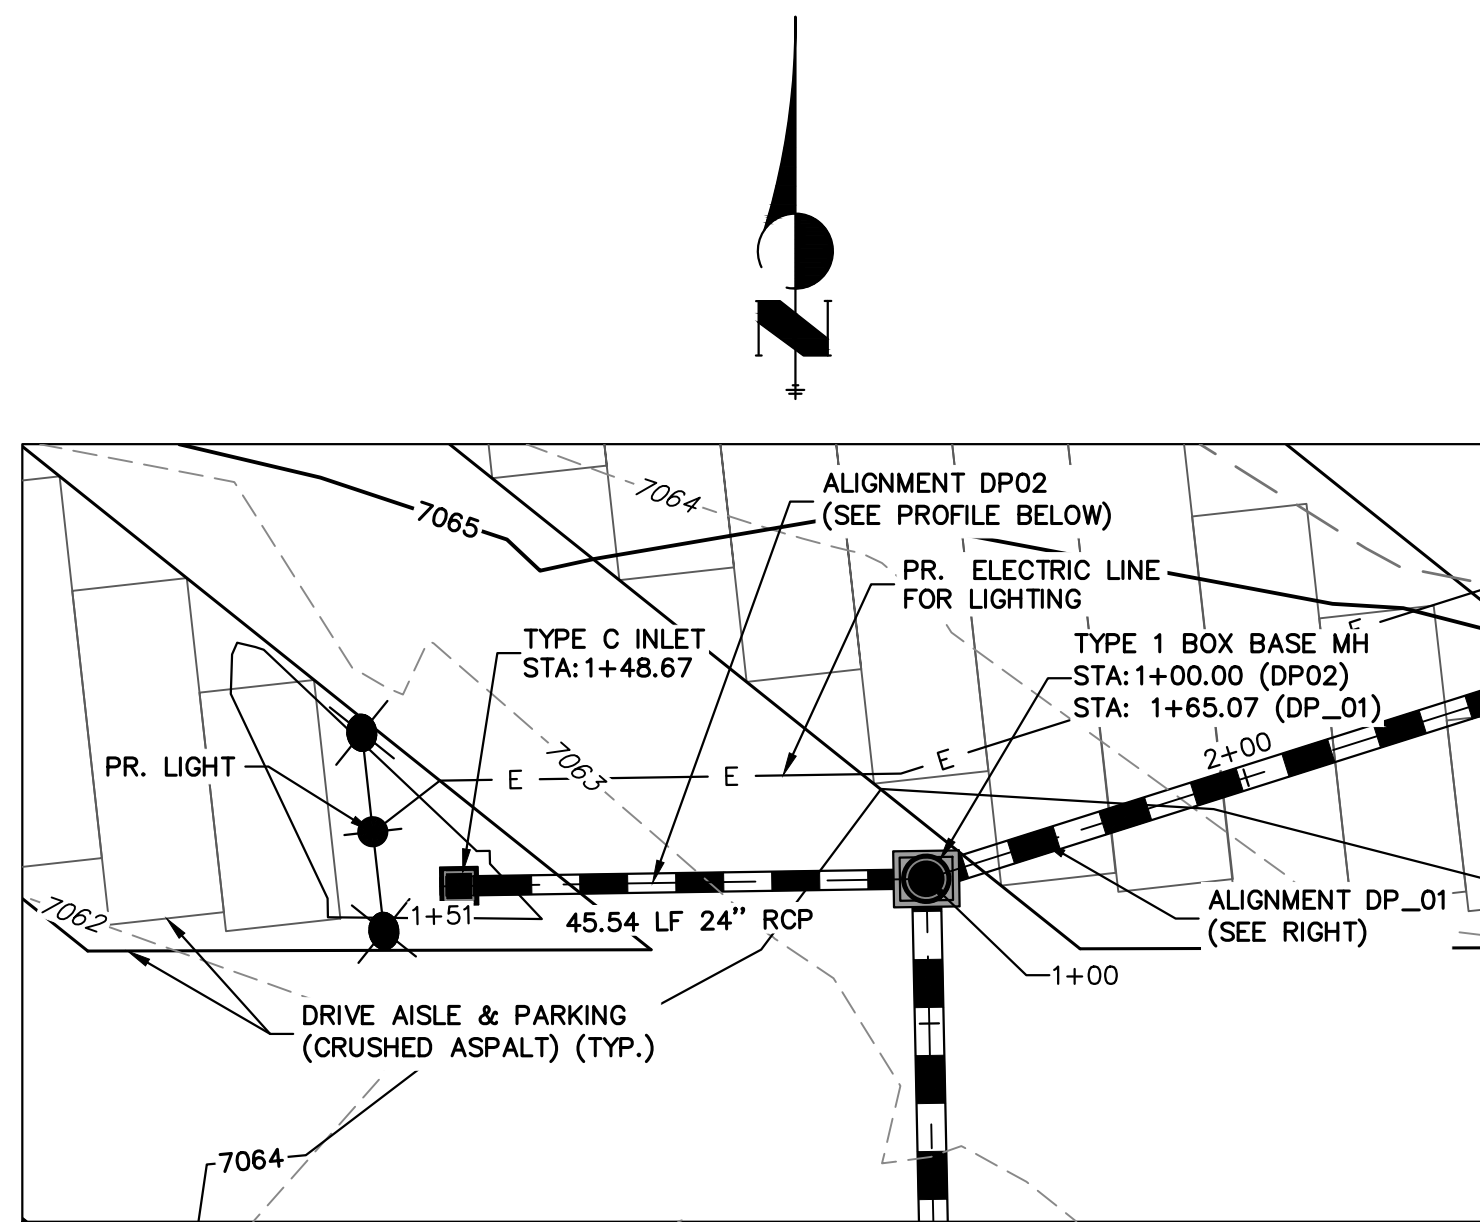 N
7064
ALIGNMENT DP02
(SEE PROFILE BELOW)
7065
PR. ELECTRIC LINE
FOR LIGHTING
TYPE C INLET
STA:1+48.67
E
TYPE 1 BOX BASE MH
STA:1+00.00 (DP02)
STA: 1+65.07 (DP_01)
2+00
7063
PR. LIGHT
E
E
E
ALIGNMENT DP_01
(SEE RIGHT)
7062
1+51
45.54 LF 24" RCP
1+00
DRIVE AISLE & PARKING
(CRUSHED ASPALT) (TYP.)
7064